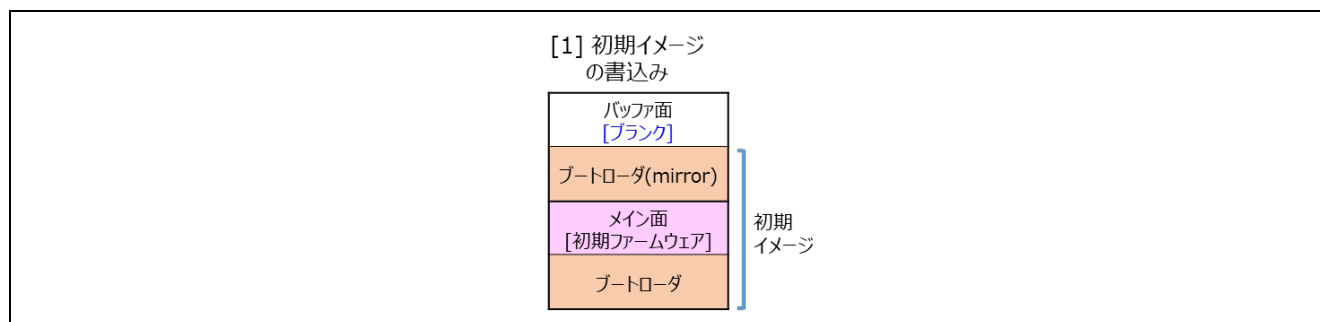 [1] 初期イメージ
の書込み
バッファ面
[ブランク]
ブートローダ(mirror)
メイン面
[初期ファームウェア]
ブートローダ
初期
イメージ